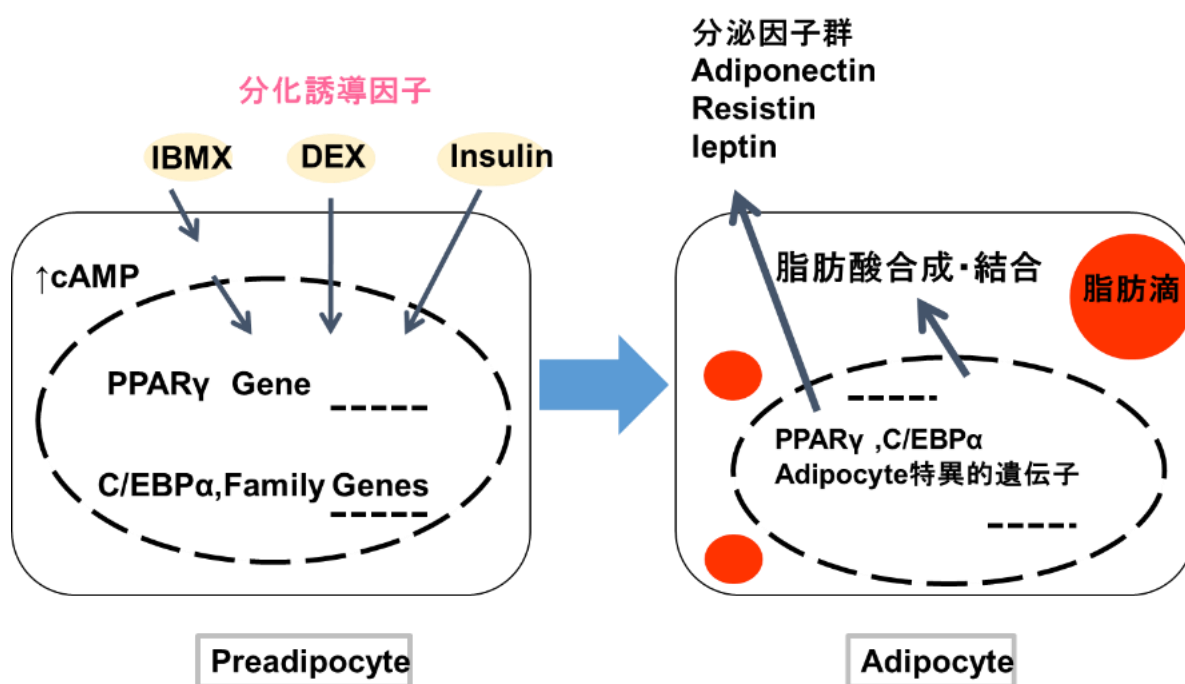 分化誘導因子
IBMX
DEX
Insulin
↑cAMP
PPARγ Gene
C/EBPα,Family Genes
Preadipocyte
分泌因子群
Adiponectin
Resistin
leptin
脂肪酸合成・結合
脂肪滴
PPARγ ,C/EBPα
Adipocyte特異的遺伝子
Adipocyte